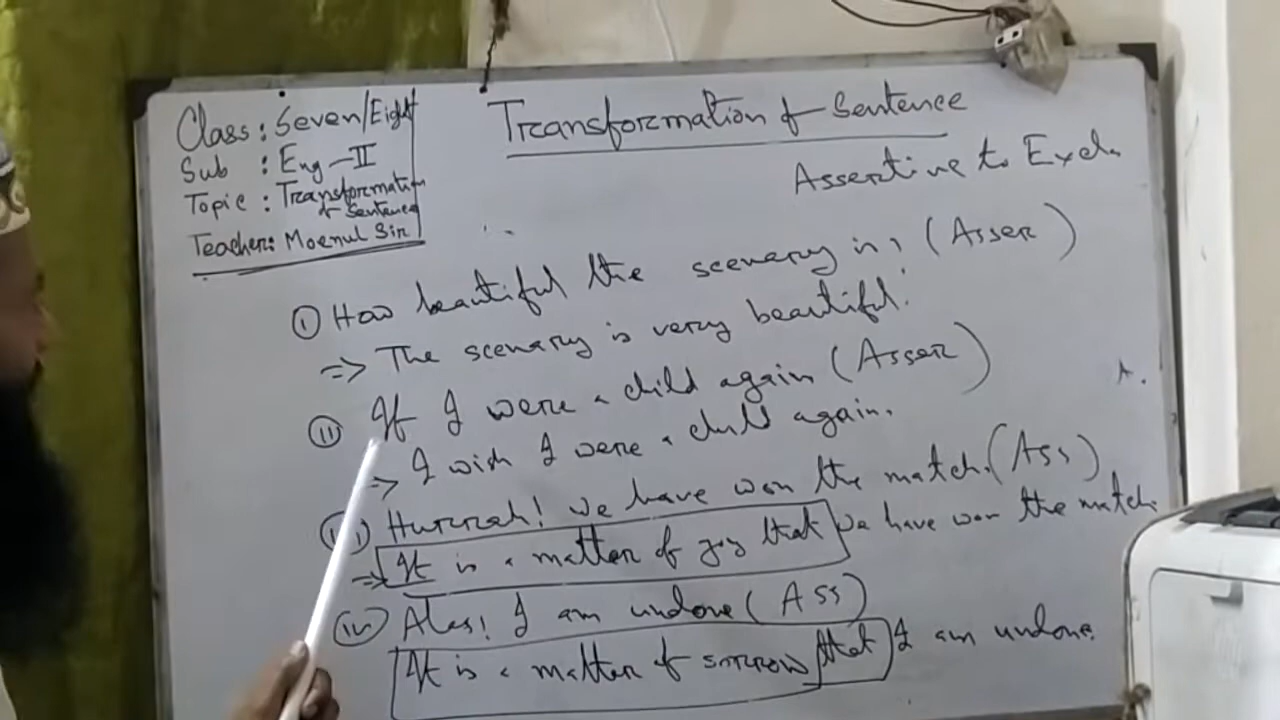 Class: Seven/Eight
Sub : Eng-II
Topic : Transformation
of Sentence
Teacher: Moenul Sir
Transformation of Sentence
Assertive to Excl.
(i) How beautiful the scenery is! (Asser)
=> The scenery is very beautiful.
(ii) If I were a child again (Asser)
=> I wish I were a child again.
(iii) Hurrah! we have won the match. (Ass)
=> It is a matter of joy that we have won the match
(iv) Alas! I am undone (Ass)
It is a matter of sorrow that I am undone.